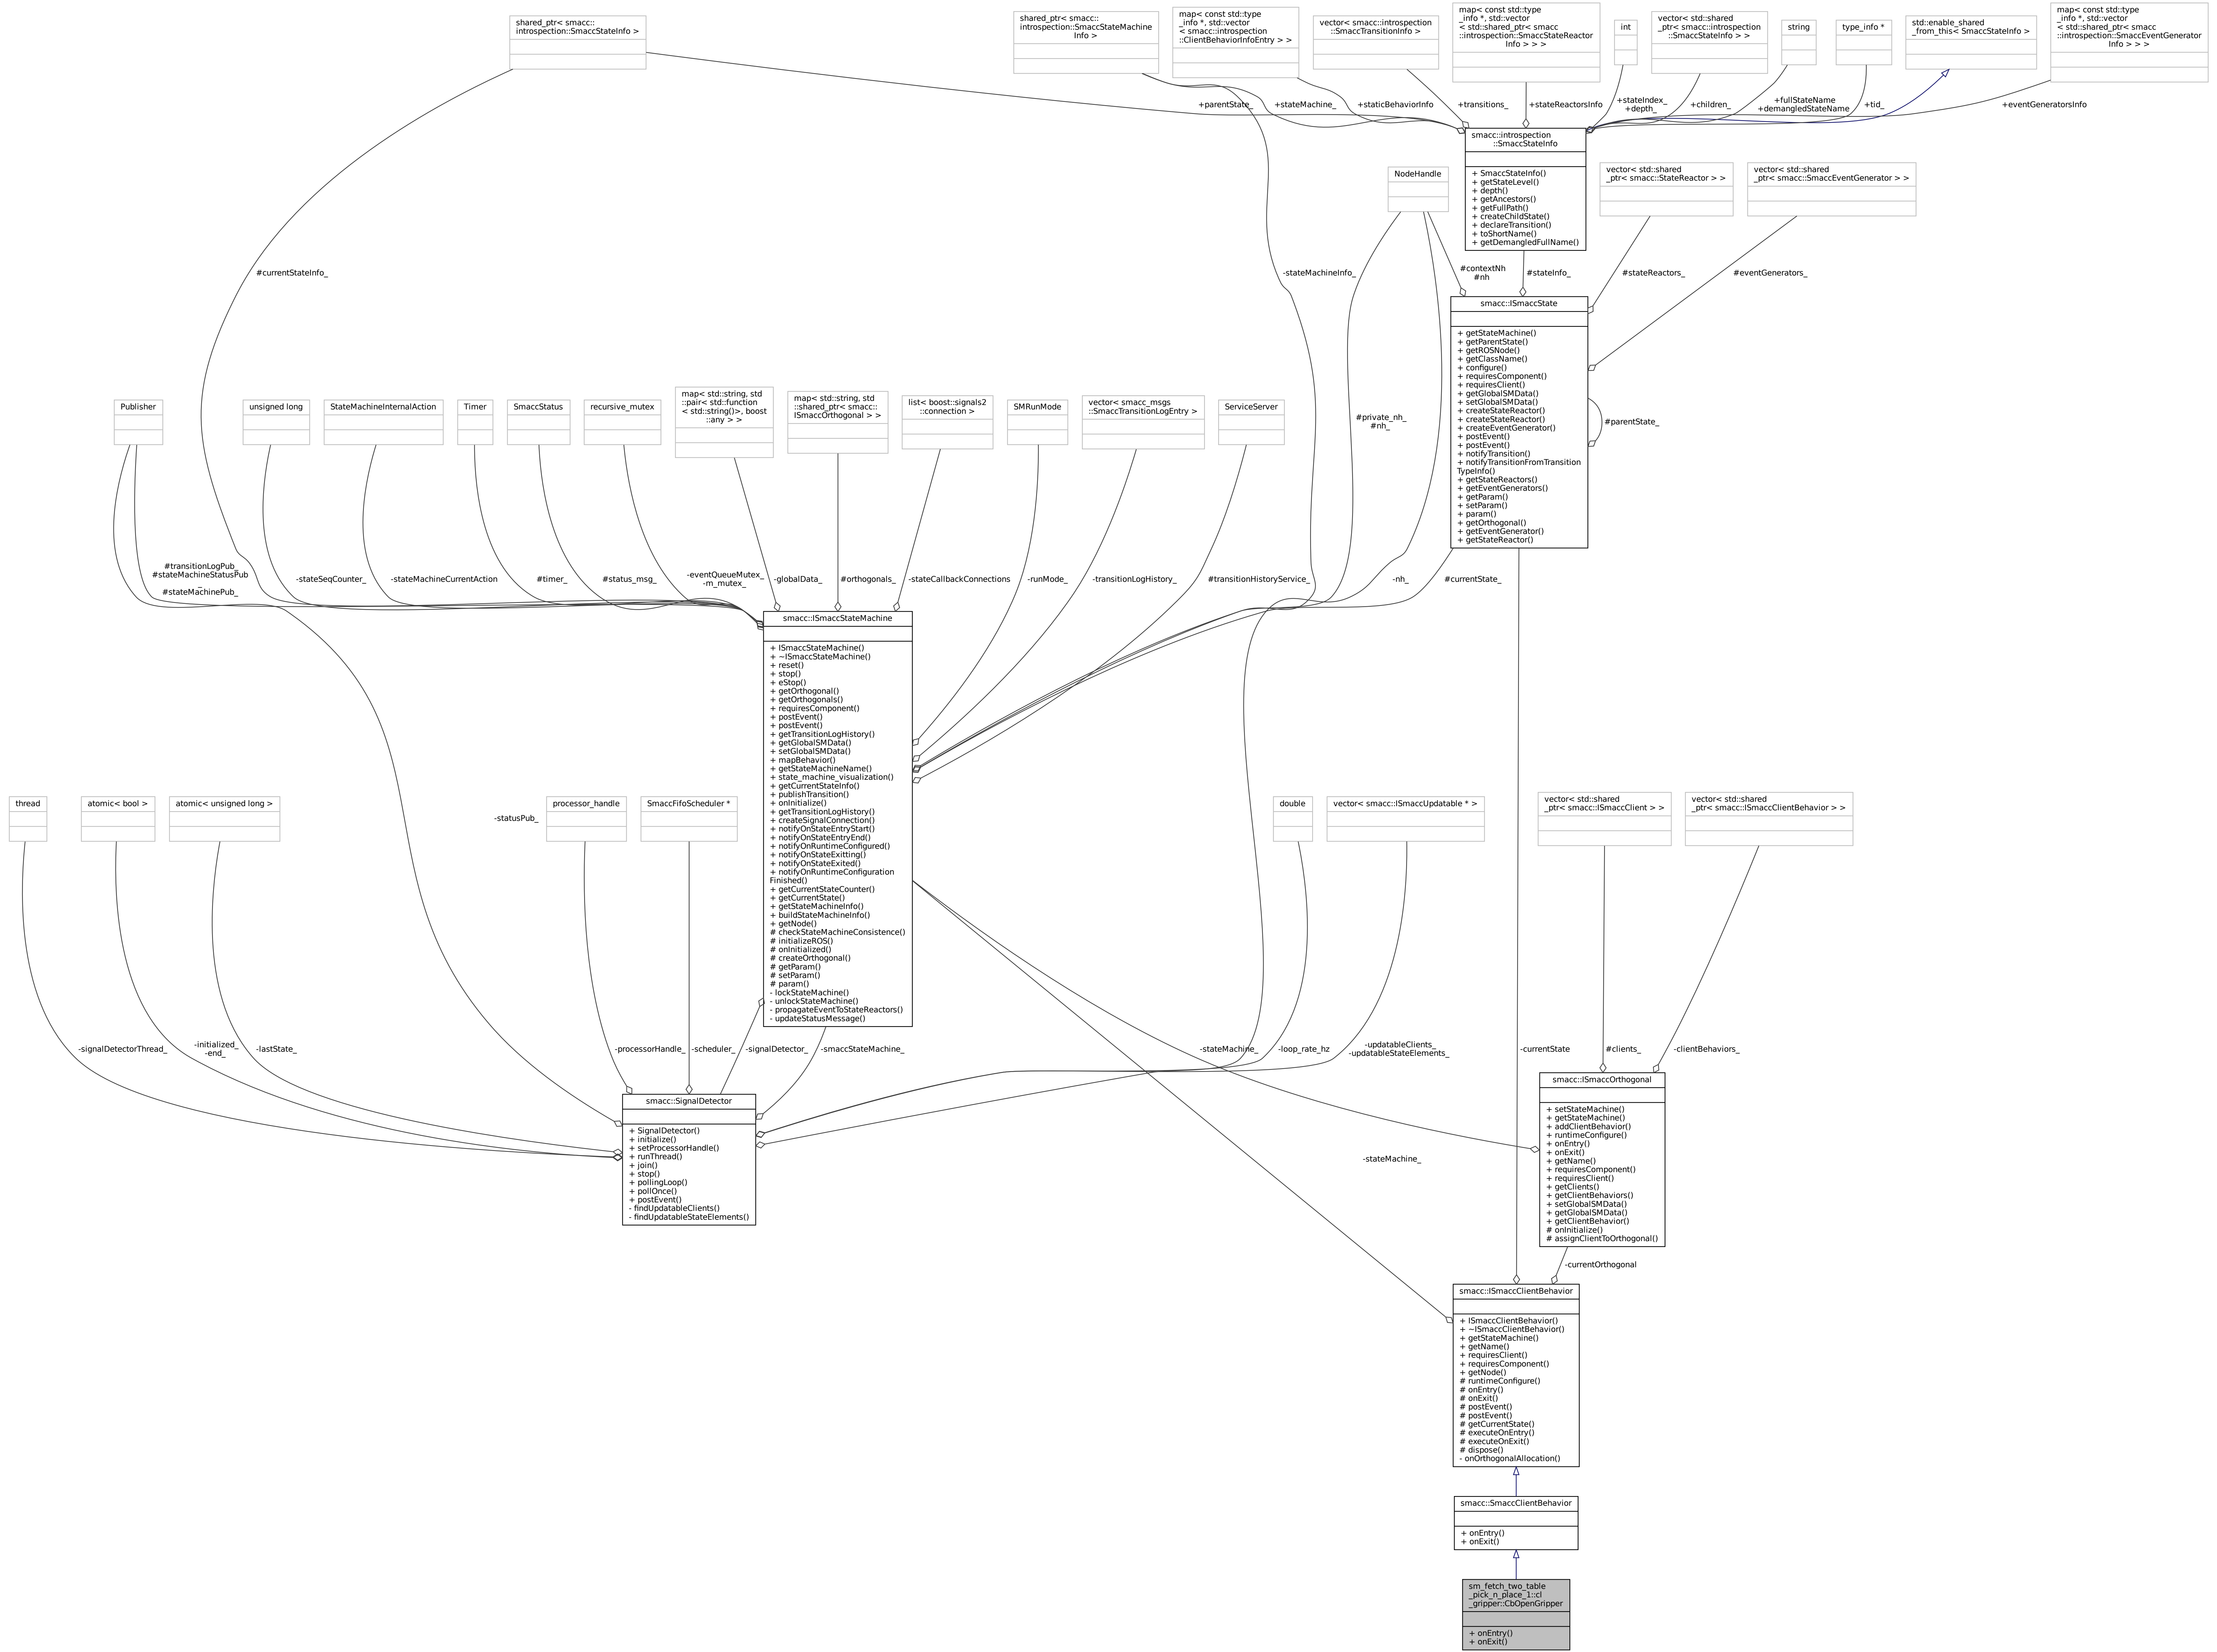 shared_ptr< smacc::
introspection::SmaccStateInfo >
shared_ptr< smacc::
introspection::SmaccStateMachine
Info >
map< const std::type
_info *, std::vector
< smacc::introspection
::ClientBehaviorInfoEntry > >
vector< smacc::introspection
::SmaccTransitionInfo >
map< const std::type
_info *, std::vector
< std::shared_ptr< smacc
::introspection::SmaccStateReactor
Info > > >
int
vector< std::shared
_ptr< smacc::introspection
::SmaccStateInfo > >
string
type_info *
std::enable_shared
_from_this< SmaccStateInfo >
map< const std::type
_info *, std::vector
< std::shared_ptr< smacc
::introspection::SmaccEventGenerator
Info > > >
+parentState_
+stateMachine_
+staticBehaviorInfo
+transitions_
+stateReactorsInfo
+stateIndex_
+depth_
+children_
+fullStateName
+demangledStateName
+tid_
+eventGeneratorsInfo
smacc::introspection
::SmaccStateInfo
+ SmaccStateInfo()
+ getStateLevel()
+ depth()
+ getAncestors()
+ getFullPath()
+ createChildState()
+ declareTransition()
+ toShortName()
+ getDemangledFullName()
NodeHandle
vector< std::shared
_ptr< smacc::StateReactor > >
vector< std::shared
_ptr< smacc::SmaccEventGenerator > >
#currentStateInfo_
-stateMachineInfo_
#contextNh
#nh
#stateInfo_
#stateReactors_
#eventGenerators_
smacc::ISmaccState
+ getStateMachine()
+ getParentState()
+ getROSNode()
+ getClassName()
+ configure()
+ requiresComponent()
+ requiresClient()
+ getGlobalSMData()
+ setGlobalSMData()
+ createStateReactor()
+ createStateReactor()
+ createEventGenerator()
+ postEvent()
+ postEvent()
+ notifyTransition()
+ notifyTransitionFromTransition
TypeInfo()
+ getStateReactors()
+ getEventGenerators()
+ getParam()
+ setParam()
+ param()
+ getOrthogonal()
+ getEventGenerator()
+ getStateReactor()
#parentState_
Publisher
unsigned long
StateMachineInternalAction
Timer
SmaccStatus
recursive_mutex
map< std::string, std
::pair< std::function
< std::string()>, boost
::any > >
map< std::string, std
::shared_ptr< smacc::
ISmaccOrthogonal > >
list< boost::signals2
::connection >
SMRunMode
vector< smacc_msgs
::SmaccTransitionLogEntry >
ServiceServer
#private_nh_
#nh_
#transitionLogPub_
#stateMachineStatusPub
_
#stateMachinePub_
-stateSeqCounter_
-stateMachineCurrentAction
#timer_
#status_msg_
-eventQueueMutex_
-m_mutex_
-globalData_
#orthogonals_
-stateCallbackConnections
-runMode_
-transitionLogHistory_
#transitionHistoryService_
-nh_
#currentState_
smacc::ISmaccStateMachine
+ ISmaccStateMachine()
+ ~ISmaccStateMachine()
+ reset()
+ stop()
+ eStop()
+ getOrthogonal()
+ getOrthogonals()
+ requiresComponent()
+ postEvent()
+ postEvent()
+ getTransitionLogHistory()
+ getGlobalSMData()
+ setGlobalSMData()
+ mapBehavior()
+ getStateMachineName()
+ state_machine_visualization()
+ getCurrentStateInfo()
+ publishTransition()
+ onInitialize()
+ getTransitionLogHistory()
+ createSignalConnection()
+ notifyOnStateEntryStart()
+ notifyOnStateEntryEnd()
+ notifyOnRuntimeConfigured()
+ notifyOnStateExitting()
+ notifyOnStateExited()
+ notifyOnRuntimeConfiguration
Finished()
+ getCurrentStateCounter()
+ getCurrentState()
+ getStateMachineInfo()
+ buildStateMachineInfo()
+ getNode()
# checkStateMachineConsistence()
# initializeROS()
# onInitialized()
# createOrthogonal()
# getParam()
# setParam()
# param()
- lockStateMachine()
- unlockStateMachine()
- propagateEventToStateReactors()
- updateStatusMessage()
thread
atomic< bool >
atomic< unsigned long >
-statusPub_
processor_handle
SmaccFifoScheduler *
double
vector< smacc::ISmaccUpdatable * >
vector< std::shared
_ptr< smacc::ISmaccClient > >
vector< std::shared
_ptr< smacc::ISmaccClientBehavior > >
-signalDetectorThread_
-initialized_
-end_
-lastState_
-processorHandle_
-scheduler_
-signalDetector_
-smaccStateMachine_
-stateMachine_
-loop_rate_hz
-updatableClients_
-updatableStateElements_
-currentState
#clients_
-clientBehaviors_
smacc::SignalDetector
+ SignalDetector()
+ initialize()
+ setProcessorHandle()
+ runThread()
+ join()
+ stop()
+ pollingLoop()
+ pollOnce()
+ postEvent()
- findUpdatableClients()
- findUpdatableStateElements()
smacc::ISmaccOrthogonal
+ setStateMachine()
+ getStateMachine()
+ addClientBehavior()
+ runtimeConfigure()
+ onEntry()
+ onExit()
+ getName()
+ requiresComponent()
+ requiresClient()
+ getClients()
+ getClientBehaviors()
+ setGlobalSMData()
+ getGlobalSMData()
+ getClientBehavior()
# onInitialize()
# assignClientToOrthogonal()
-stateMachine_
-currentOrthogonal
smacc::ISmaccClientBehavior
+ ISmaccClientBehavior()
+ ~ISmaccClientBehavior()
+ getStateMachine()
+ getName()
+ requiresClient()
+ requiresComponent()
+ getNode()
# runtimeConfigure()
# onEntry()
# onExit()
# postEvent()
# postEvent()
# getCurrentState()
# executeOnEntry()
# executeOnExit()
# dispose()
- onOrthogonalAllocation()
smacc::SmaccClientBehavior
+ onEntry()
+ onExit()
sm_fetch_two_table
_pick_n_place_1::cl
_gripper::CbOpenGripper
+ onEntry()
+ onExit()